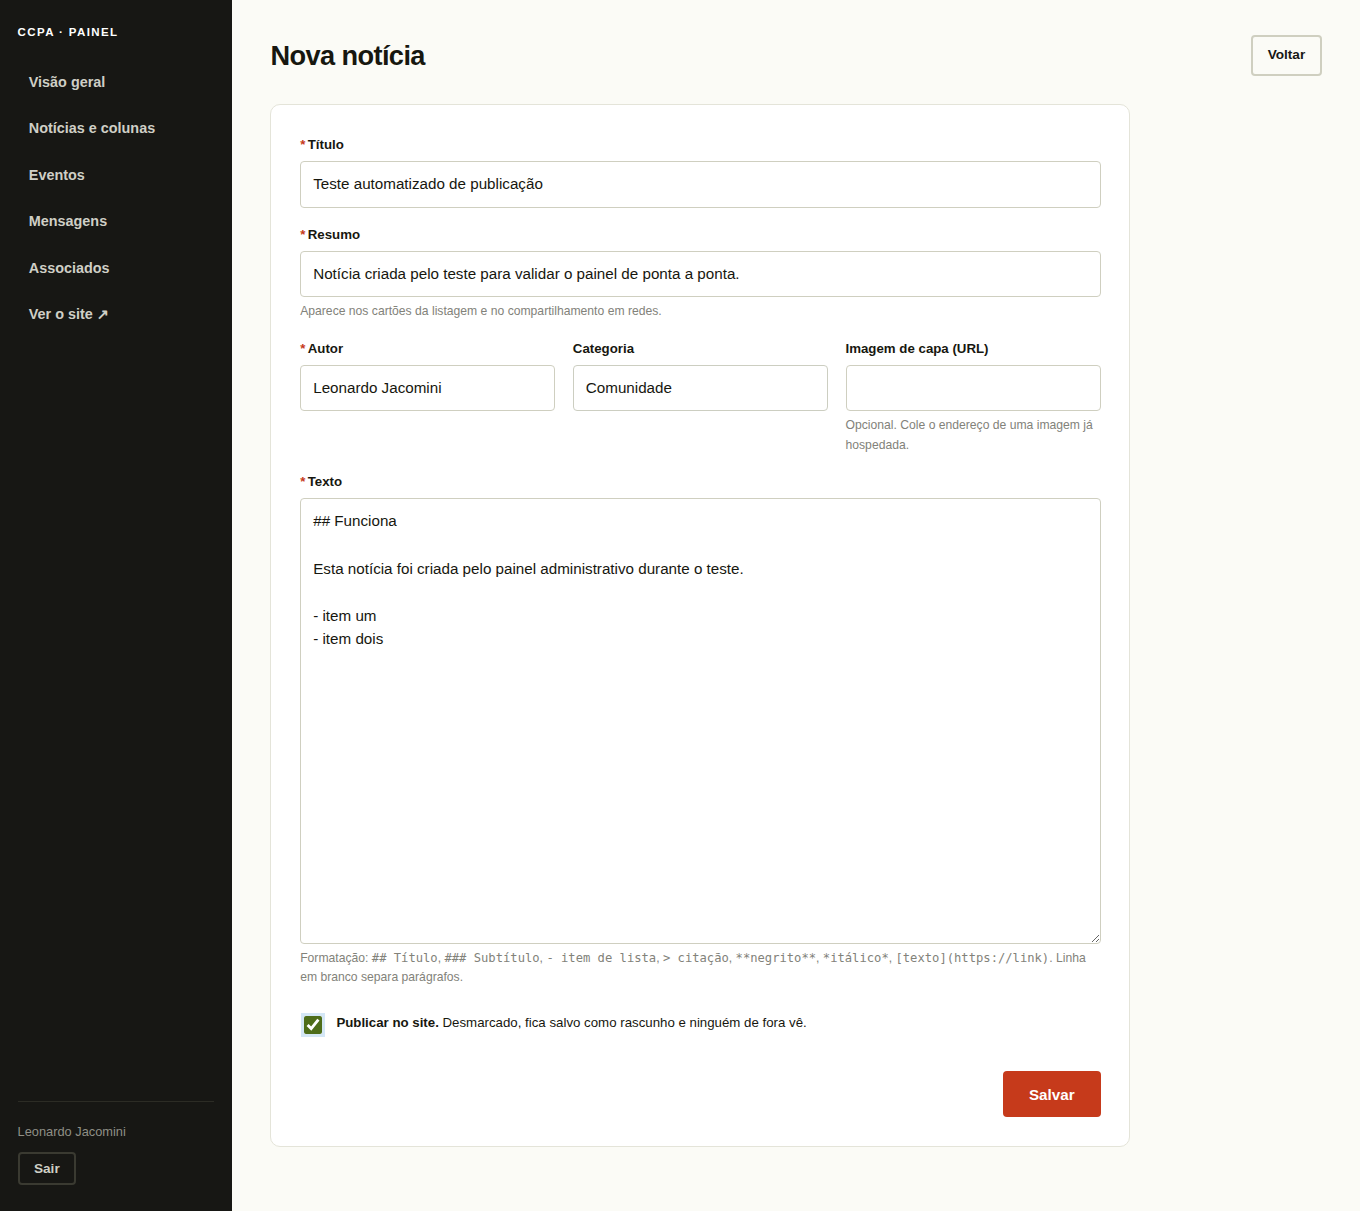 CCPA · PAINEL
Visão geral
Notícias e colunas
Eventos
Mensagens
Associados
Ver o site ↗
Leonardo Jacomini
Sair
Nova notícia
Voltar
* Título
Teste automatizado de publicação
* Resumo
Notícia criada pelo teste para validar o painel de ponta a ponta.
Aparece nos cartões da listagem e no compartilhamento em redes.
* Autor
Leonardo Jacomini
Categoria
Comunidade
Imagem de capa (URL)
Opcional. Cole o endereço de uma imagem já
hospedada.
* Texto
## Funciona
Esta notícia foi criada pelo painel administrativo durante o teste.
- item um
- item dois
Formatação: ## Título, ### Subtítulo, - item de lista, > citação, **negrito**, *itálico*, [texto](https://link). Linha
em branco separa parágrafos.
Publicar no site. Desmarcado, fica salvo como rascunho e ninguém de fora vê.
Salvar